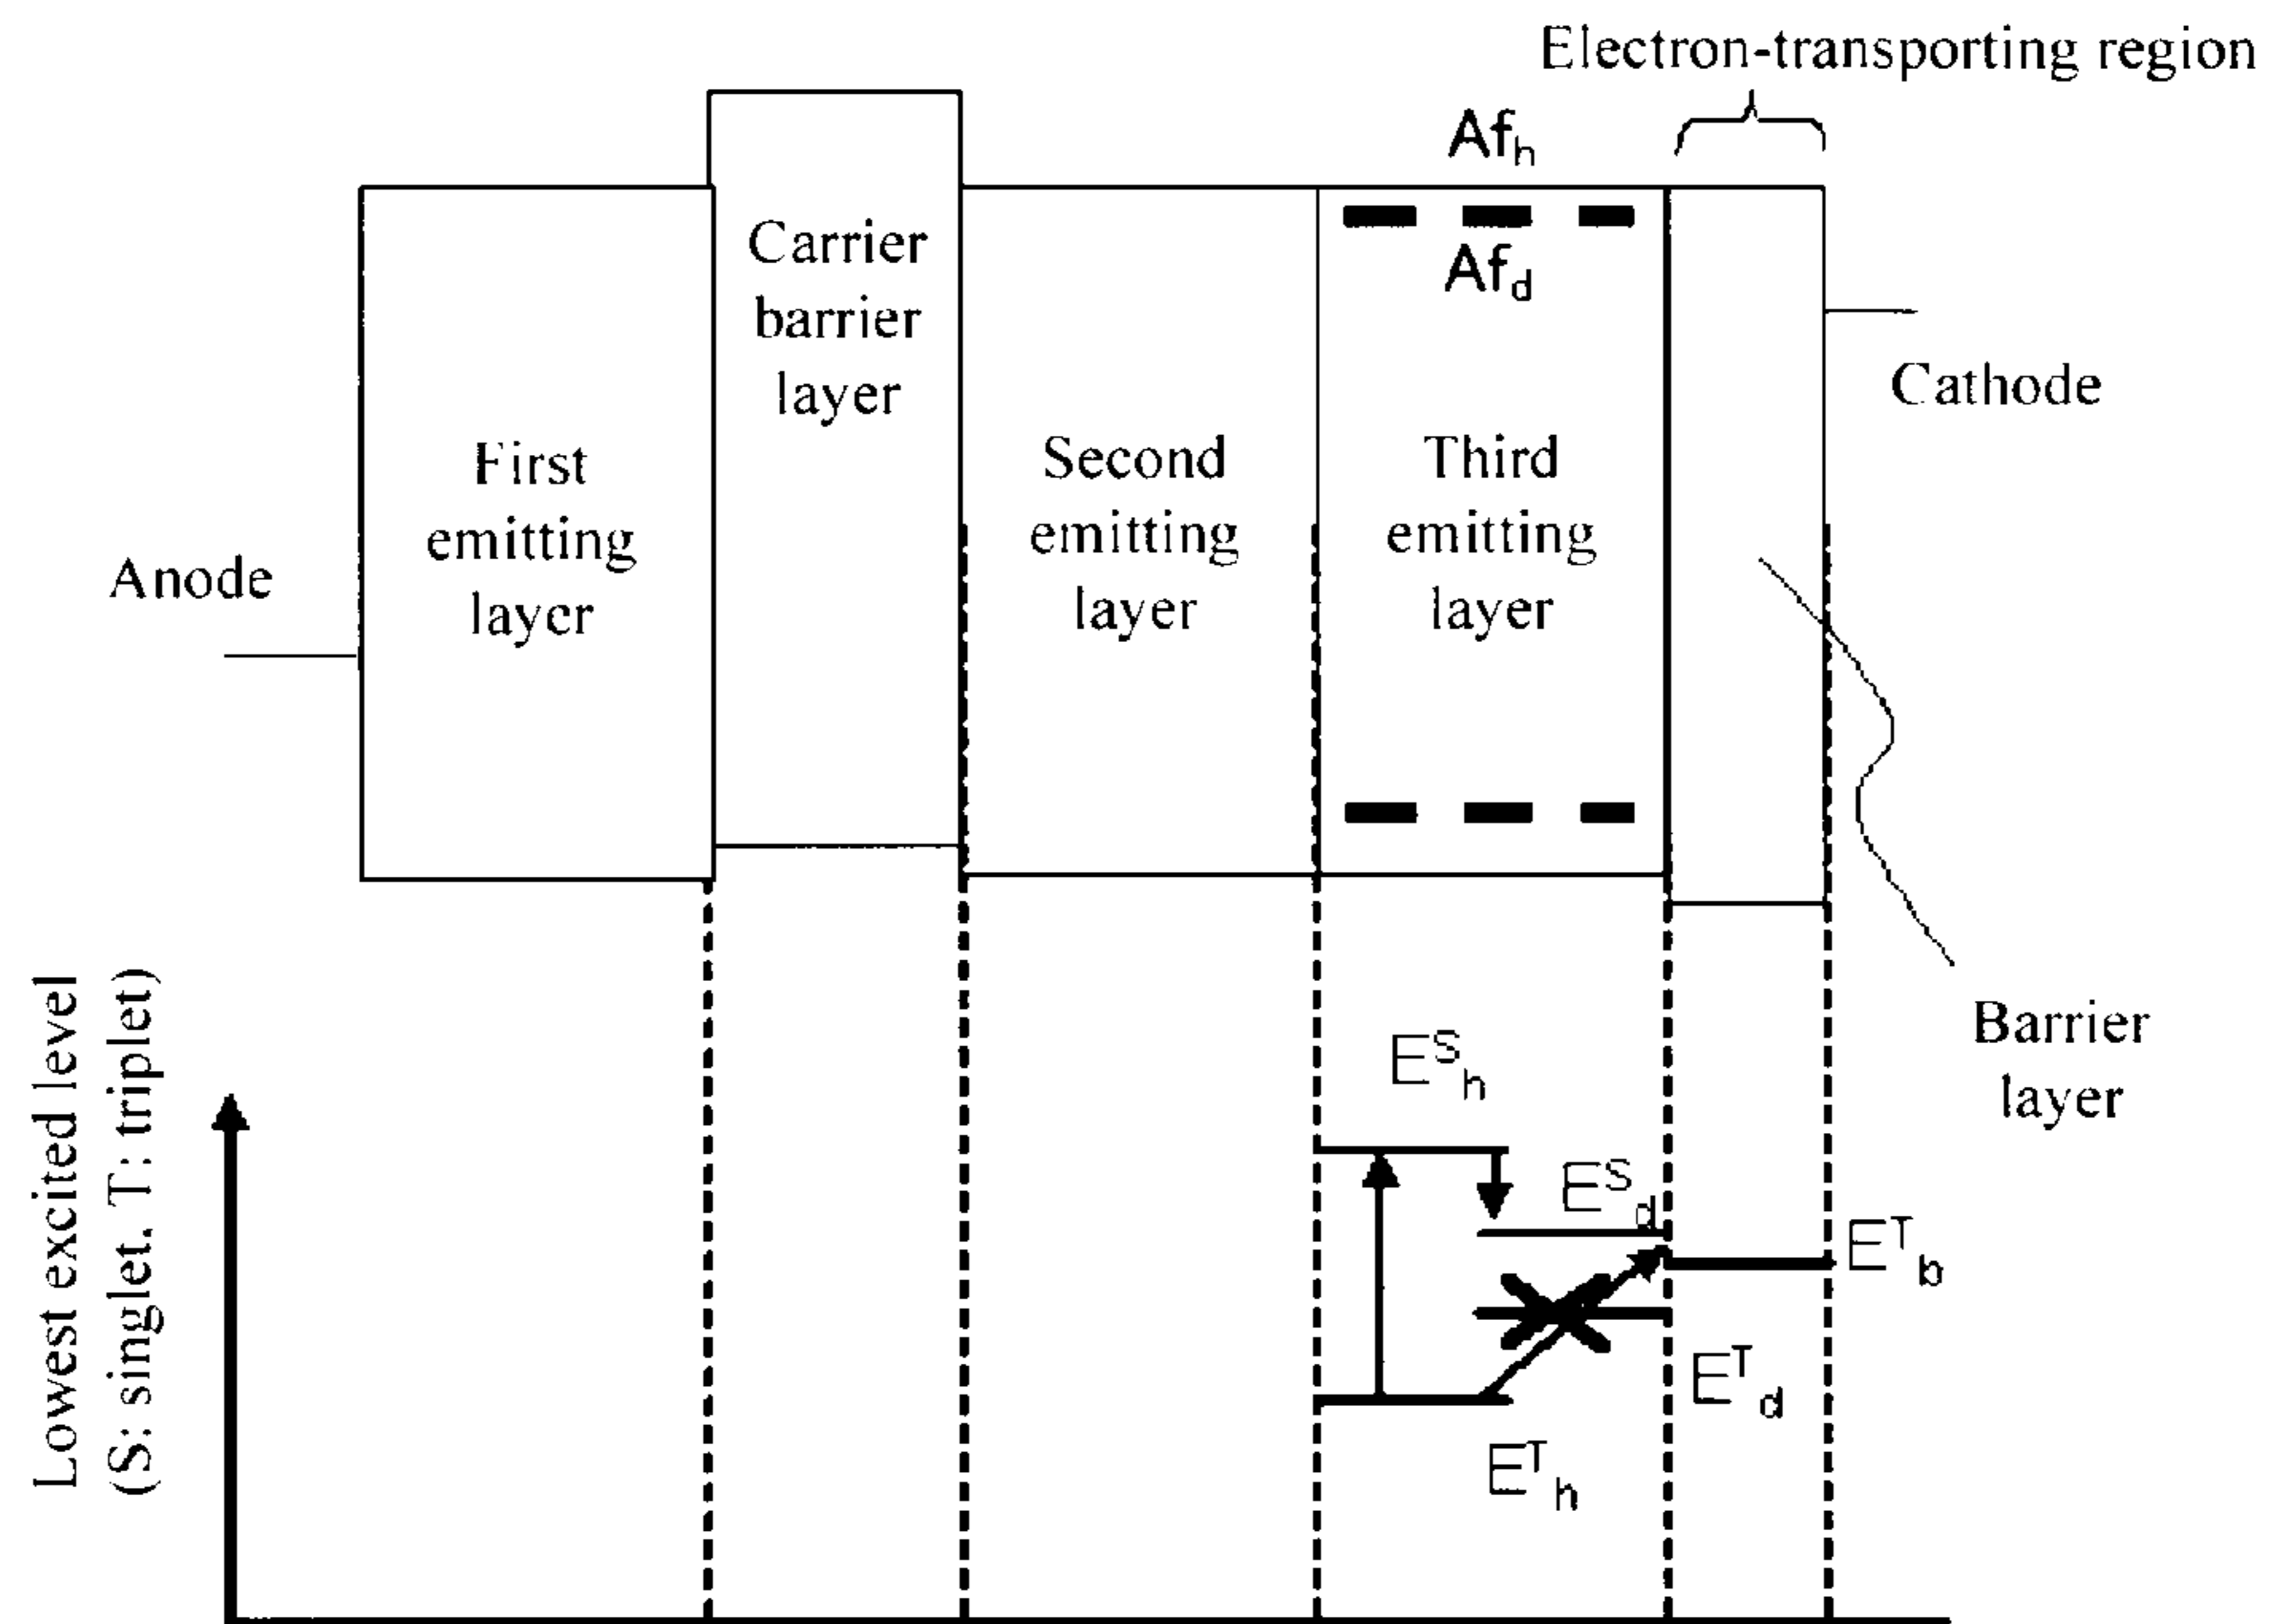 Electron-transporting region
Af_h
Af_d
Carrier
barrier
layer
Cathode
First
emitting
layer
Second
emitting
layer
Third
emitting
layer
Anode
Barrier
layer
Lowest excited level
(S: singlet, T: triplet)
E^S_h
E^S_d
E^T_b
E^T_d
E^T_h